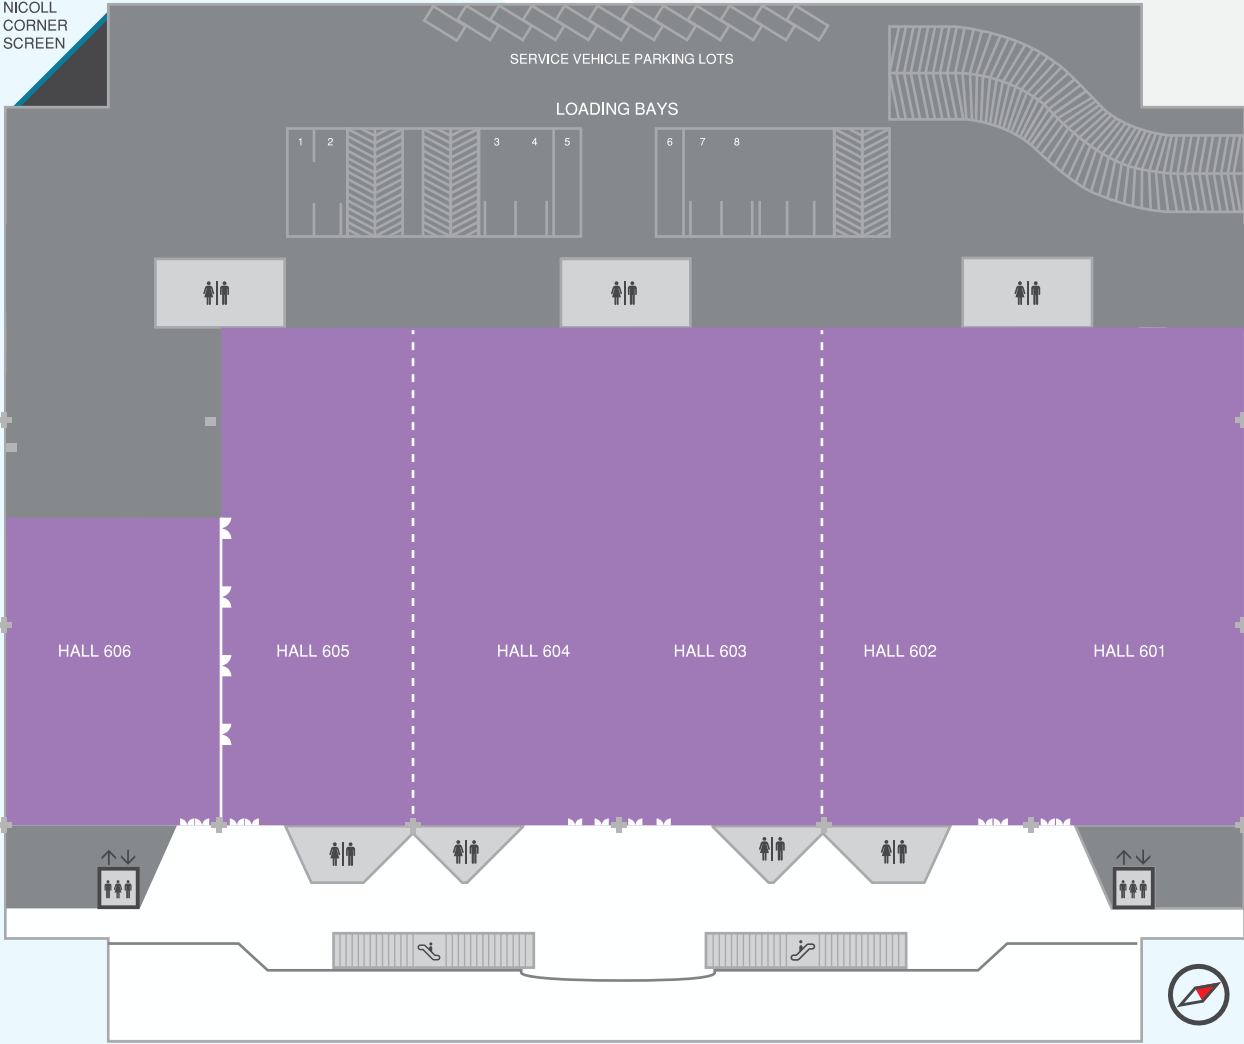 NICOLL
CORNER
SCREEN
SERVICE VEHICLE PARKING LOTS
LOADING BAYS
1 2 3 4 5 6 7 8
HALL 606 HALL 605 HALL 604 HALL 603 HALL 602 HALL 601